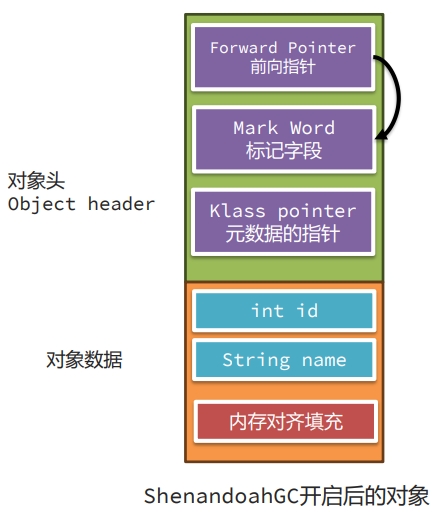 Forward Pointer
前向指针
Mark Word
标记字段
对象头
Object header
Klass pointer
元数据的指针
int id
对象数据
String name
内存对齐填充
ShenandoahGC开启后的对象